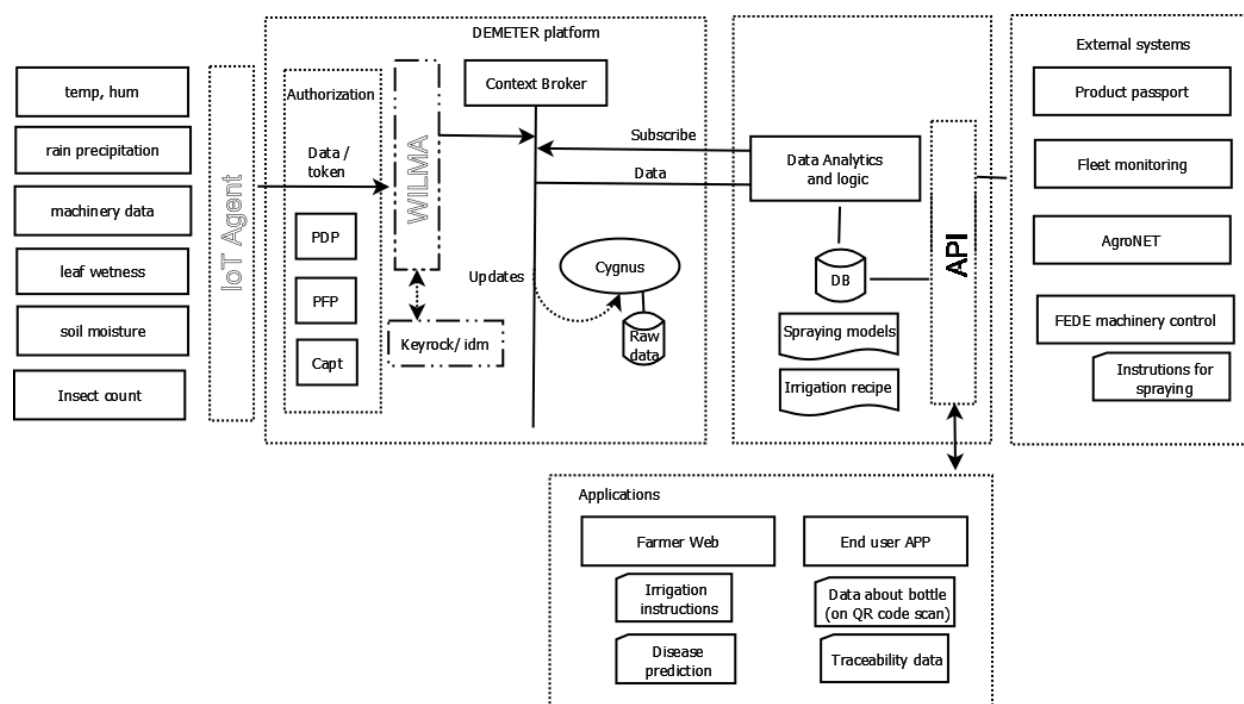 temp, hum
rain precipitation
machinery data
leaf wetness
soil moisture
Insect count
IoT Agent
DEMETER platform
Authorization
Data /
token
PDP
PFP
Capt
WILMA
Keyrock/ idm
Context Broker
Subscribe
Data
Updates
Cygnus
Raw
data
Data Analytics
and logic
DB
Spraying models
Irrigation recipe
API
External systems
Product passport
Fleet monitoring
AgroNET
FEDE machinery control
Instrutions for
spraying
Applications
Farmer Web
Irrigation
instructions
Disease
prediction
End user APP
Data about bottle
(on QR code scan)
Traceability data